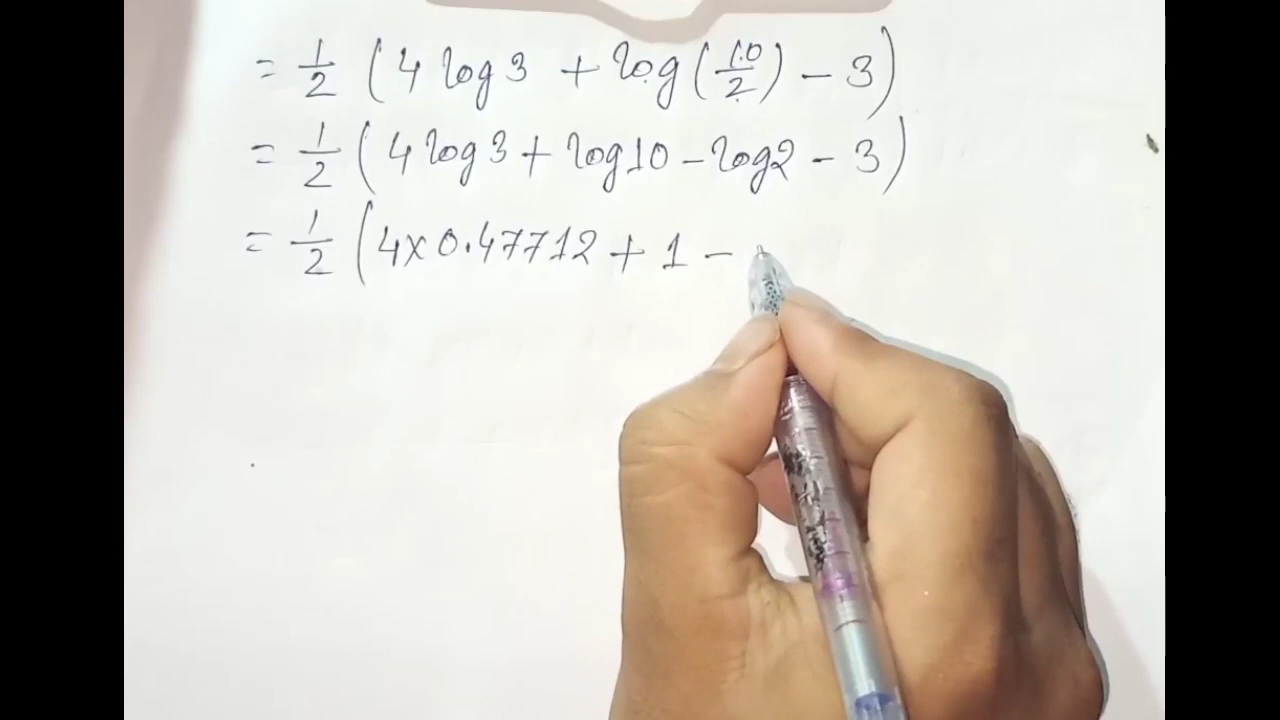 = 1/2 (4 log 3 + log(10/2) - 3)
= 1/2 (4 log 3 + log 10 - log 2 - 3)
= 1/2 (4 × 0.47712 + 1 -